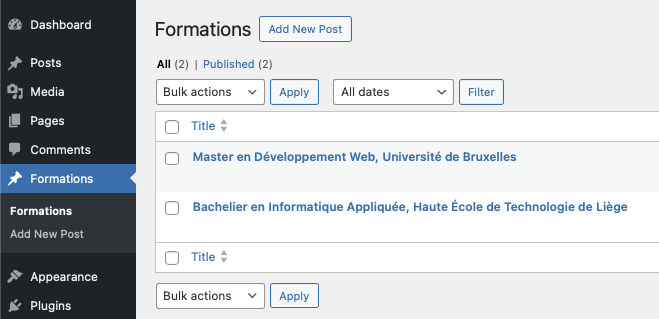 Dashboard
Posts
Media
Pages
Comments
Formations
Formations
Add New Post
Appearance
Plugins
Formations Add New Post
All (2) | Published (2)
Bulk actions Apply All dates Filter
Title
Master en Développement Web, Université de Bruxelles
Bachelier en Informatique Appliquée, Haute École de Technologie de Liège
Title
Bulk actions Apply